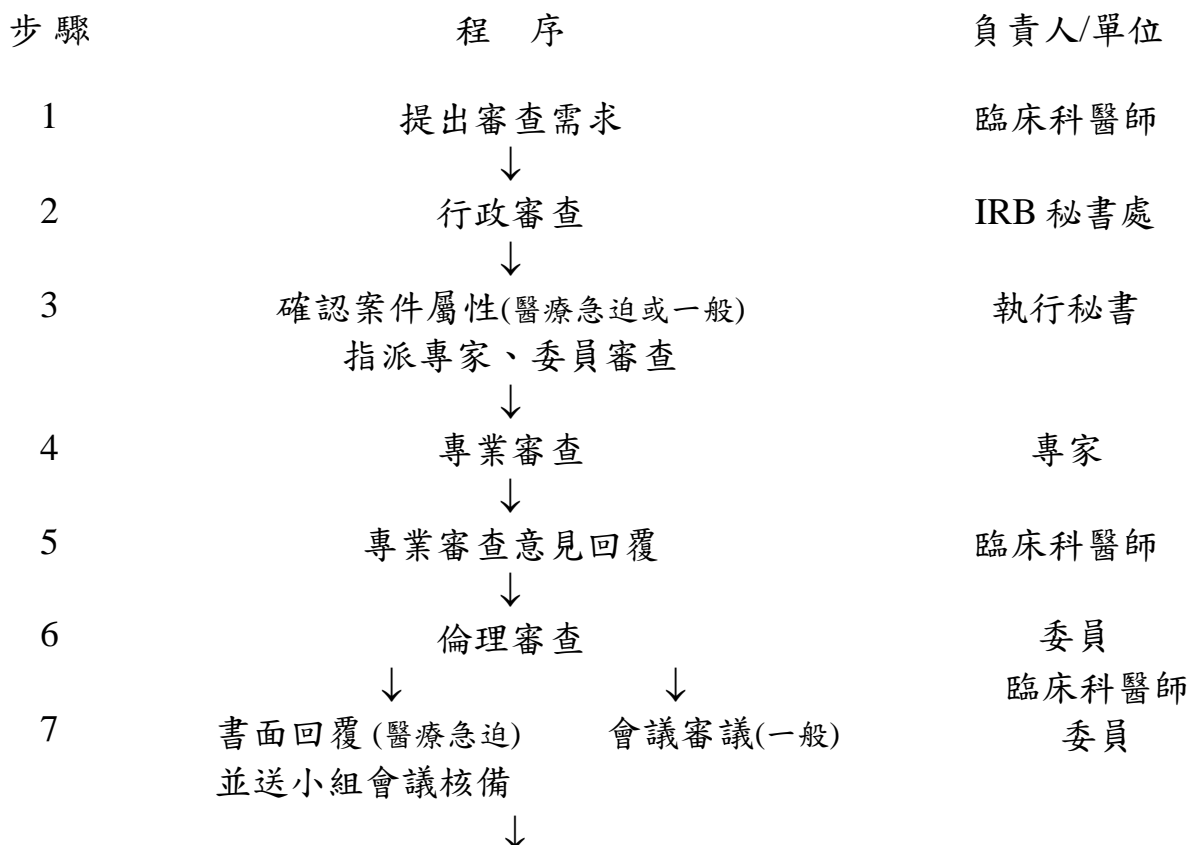 步 驟 程 序 負責人/單位
1 提出審查需求 臨床科醫師
↓
2 行政審查 IRB 秘書處
↓
3 確認案件屬性(醫療急迫或一般) 執行秘書
指派專家、委員審查
↓
4 專業審查 專家
↓
5 專業審查意見回覆 臨床科醫師
↓
6 倫理審查 委員
↓ ↓ 臨床科醫師
7 書面回覆(醫療急迫) 會議審議(一般) 委員
並送小組會議核備
↓